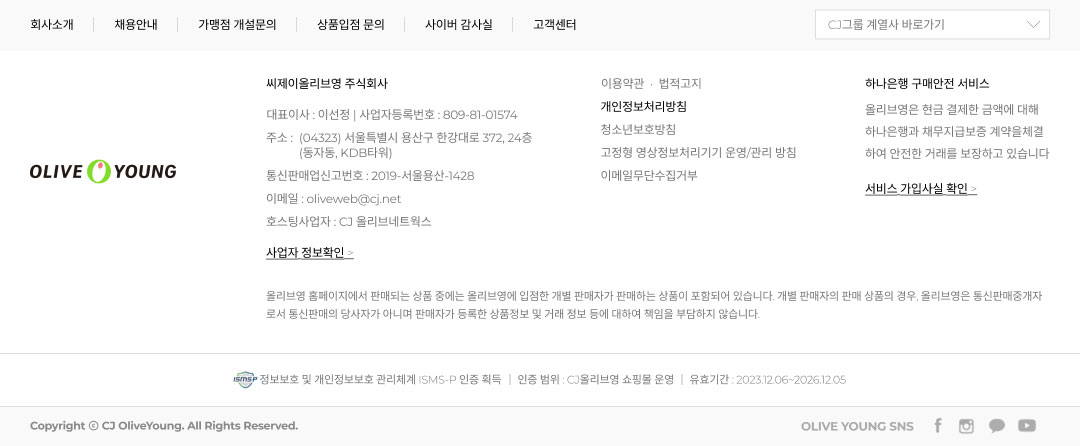 회사소개 채용안내 가맹점 개설문의 상품입점 문의 사이버 감사실 고객센터 CJ그룹 계열사 바로가기
OLIVE YOUNG
씨제이올리브영 주식회사
대표이사 : 이선정 | 사업자등록번호 : 809-81-01574
주소 : (04323) 서울특별시 용산구 한강대로 372, 24층
(동자동, KDB타워)
통신판매업신고번호 : 2019-서울용산-1428
이메일 : oliveweb@cj.net
호스팅사업자 : CJ 올리브네트웍스
사업자 정보확인 >
이용약관 · 법적고지
개인정보처리방침
청소년보호방침
고정형 영상정보처리기기 운영/관리 방침
이메일무단수집거부
하나은행 구매안전 서비스
올리브영은 현금 결제한 금액에 대해
하나은행과 채무지급보증 계약을체결
하여 안전한 거래를 보장하고 있습니다
서비스 가입사실 확인 >
올리브영 홈페이지에서 판매되는 상품 중에는 올리브영에 입점한 개별 판매자가 판매하는 상품이 포함되어 있습니다. 개별 판매자의 판매 상품의 경우, 올리브영은 통신판매중개자
로서 통신판매의 당사자가 아니며 판매자가 등록한 상품정보 및 거래 정보 등에 대하여 책임을 부담하지 않습니다.
ISMS-P 정보보호 및 개인정보보호 관리체계 ISMS-P 인증 획득 | 인증 범위 : CJ올리브영 쇼핑몰 운영 | 유효기간 : 2023.12.06~2026.12.05
Copyright ⓒ CJ OliveYoung. All Rights Reserved. OLIVE YOUNG SNS